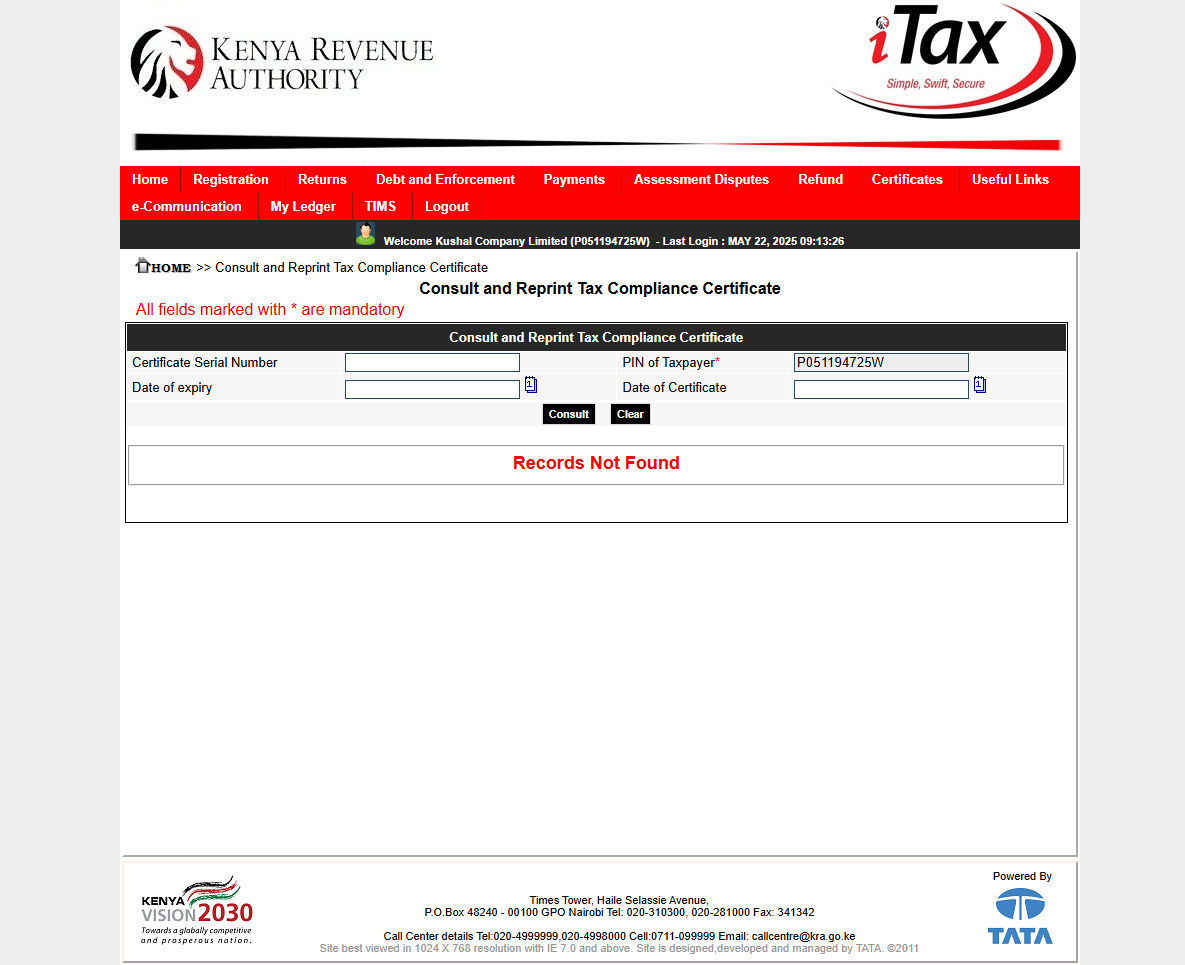 KENYA REVENUE
AUTHORITY
iTax
Simple, Swift, Secure
Home Registration Returns Debt and Enforcement Payments Assessment Disputes Refund Certificates Useful Links
e-Communication My Ledger TIMS Logout
Welcome Kushal Company Limited (P051194725W) - Last Login : MAY 22, 2025 09:13:26
HOME >> Consult and Reprint Tax Compliance Certificate
Consult and Reprint Tax Compliance Certificate
All fields marked with * are mandatory
Consult and Reprint Tax Compliance Certificate
Certificate Serial Number PIN of Taxpayer* P051194725W
Date of expiry 1 Date of Certificate 1
Consult Clear
Records Not Found
KENYA
VISION 2030
Towards a globally competitive
and prosperous nation.
Times Tower, Haile Selassie Avenue,
P.O.Box 48240 - 00100 GPO Nairobi Tel: 020-310300, 020-281000 Fax: 341342
Call Center details Tel:020-4999999,020-4998000 Cell:0711-099999 Email: callcentre@kra.go.ke
Site best viewed in 1024 X 768 resolution with IE 7.0 and above. Site is designed,developed and managed by TATA. ©2011
Powered By
TATA